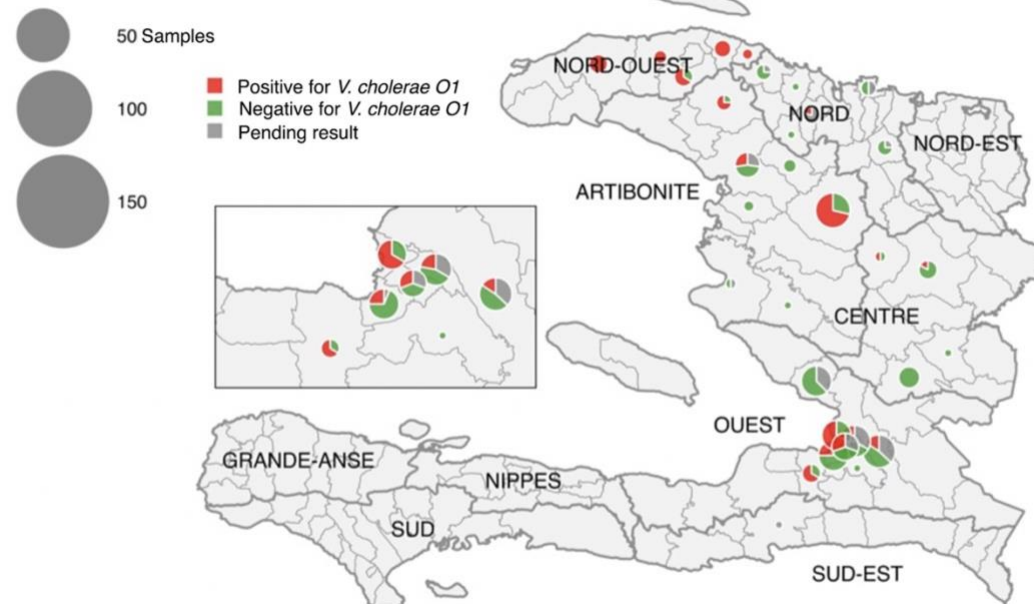 50 Samples
100
150
Positive for V. cholerae O1
Negative for V. cholerae O1
Pending result
NORD-OUEST
NORD
NORD-EST
ARTIBONITE
CENTRE
OUEST
GRANDE-ANSE
NIPPES
SUD
SUD-EST